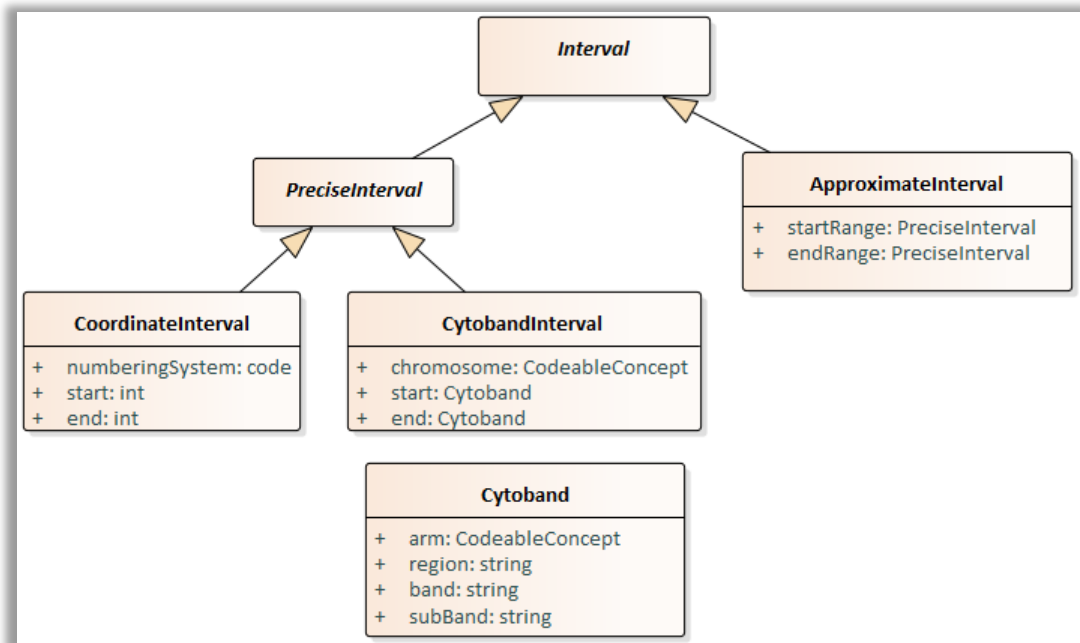 Interval
PreciseInterval
ApproximateInterval
+ startRange: PreciseInterval
+ endRange: PreciseInterval
CoordinateInterval
+ numberingSystem: code
+ start: int
+ end: int
CytobandInterval
+ chromosome: CodeableConcept
+ start: Cytoband
+ end: Cytoband
Cytoband
+ arm: CodeableConcept
+ region: string
+ band: string
+ subBand: string